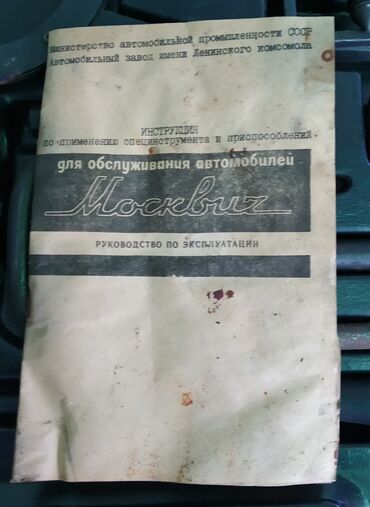 Министерство автомобильной промышленности СССР
Автомобильный завод имени Ленинского комсомола
ИНСТРУКЦИЯ
по применению специнструмента и приспособлений
для обслуживания автомобилей
Москвич
РУКОВОДСТВО ПО ЭКСПЛУАТАЦИИ